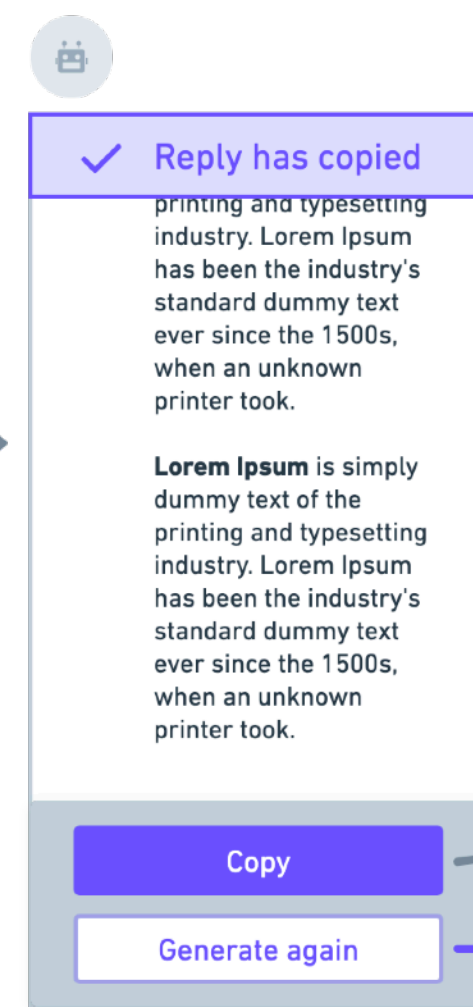 Reply has copied
printing and typesetting
industry. Lorem Ipsum
has been the industry's
standard dummy text
ever since the 1500s,
when an unknown
printer took.
Lorem Ipsum is simply
dummy text of the
printing and typesetting
industry. Lorem Ipsum
has been the industry's
standard dummy text
ever since the 1500s,
when an unknown
printer took.
Copy
Generate again